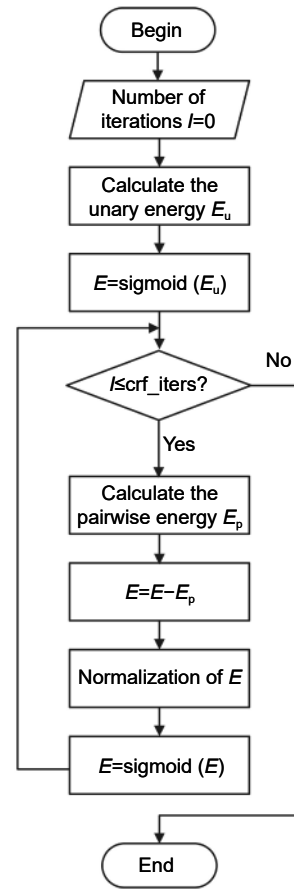 Begin
Number of
iterations I=0
Calculate the
unary energy Eu
E=sigmoid (Eu)
I≤crf_iters?
No
Yes
Calculate the
pairwise energy Ep
E=E−Ep
Normalization of E
E=sigmoid (E)
End